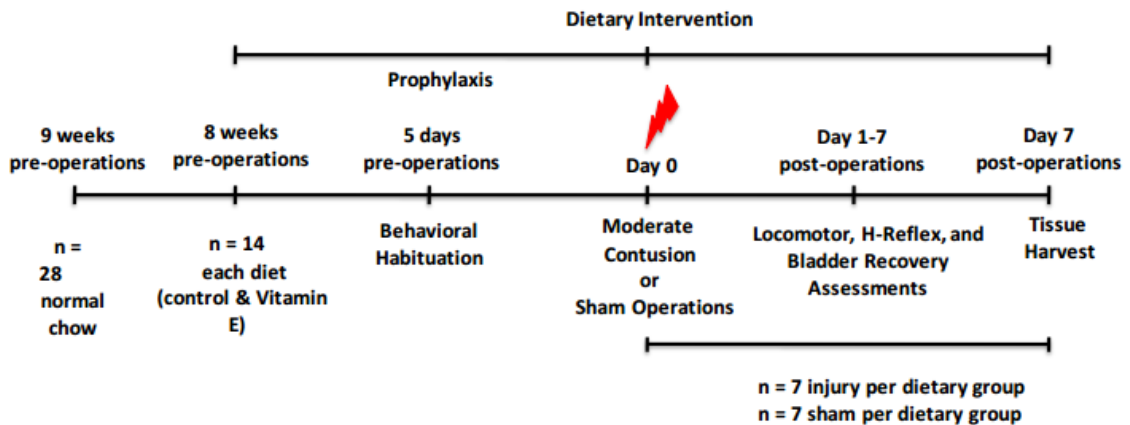 Dietary Intervention
Prophylaxis
9 weeks
pre-operations
8 weeks
pre-operations
5 days
pre-operations
Day 0
Day 1-7
post-operations
Day 7
post-operations
n =
28
normal
chow
n = 14
each diet
(control & Vitamin
E)
Behavioral
Habituation
Moderate
Contusion
or
Sham Operations
Locomotor, H-Reflex, and
Bladder Recovery
Assessments
Tissue
Harvest
n = 7 injury per dietary group
n = 7 sham per dietary group